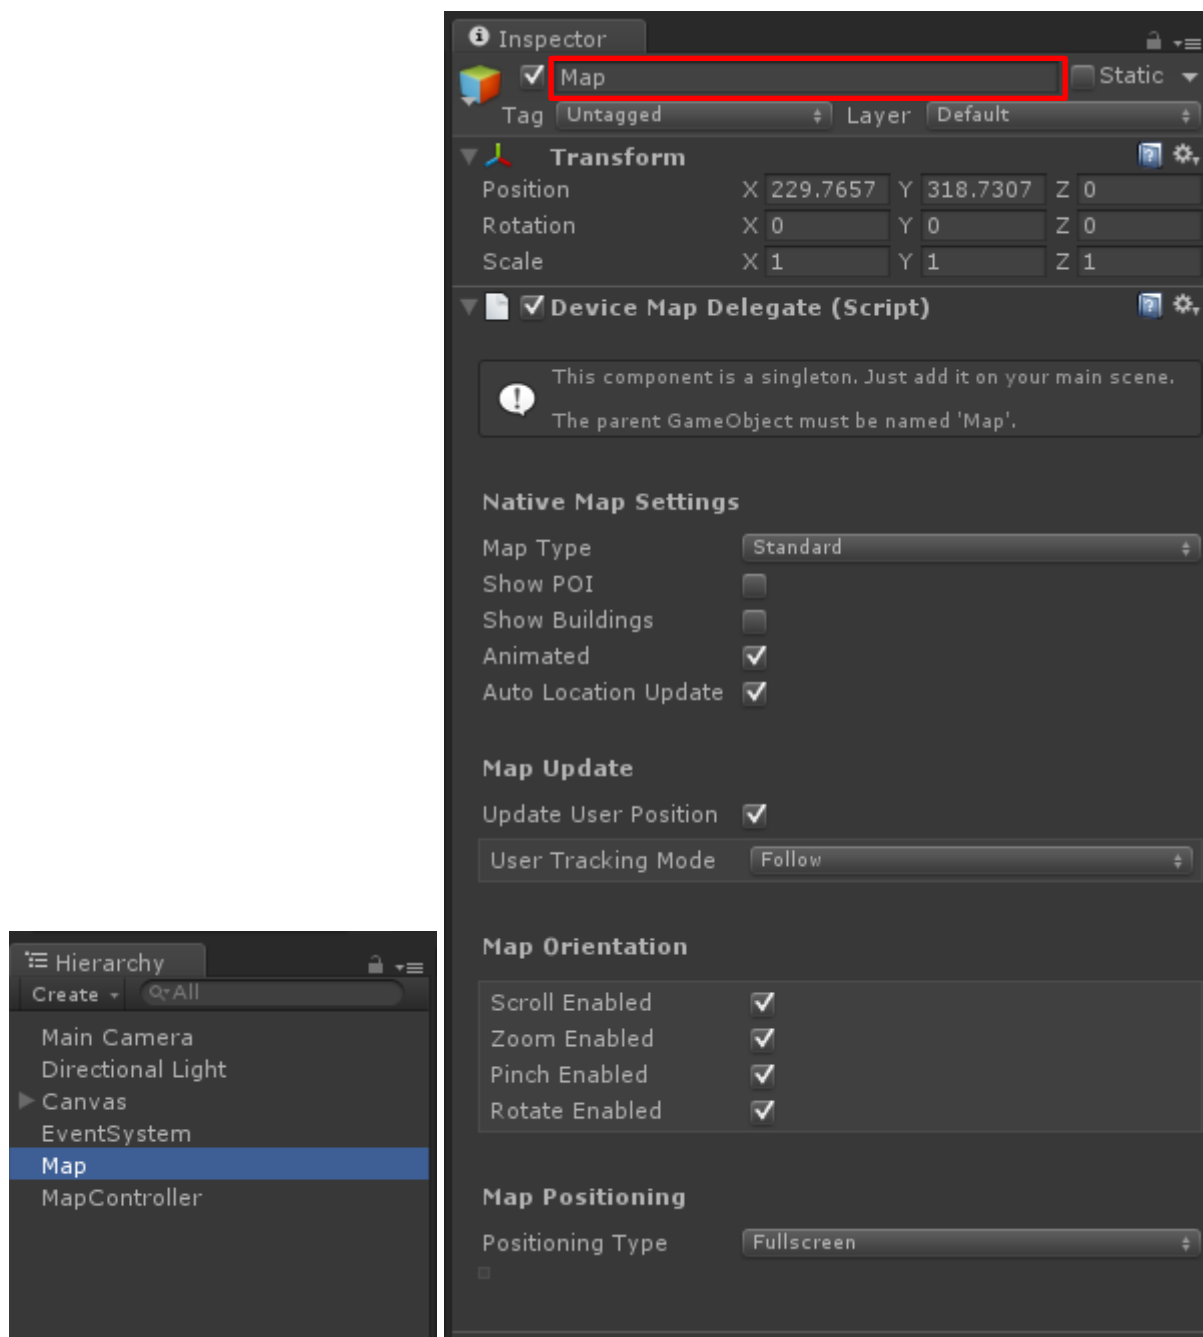 Inspector
Map
Static
Tag Untagged Layer Default
Transform
Position X 229.7657 Y 318.7307 Z 0
Rotation X 0 Y 0 Z 0
Scale X 1 Y 1 Z 1
Device Map Delegate (Script)
This component is a singleton. Just add it on your main scene.
The parent GameObject must be named 'Map'.
Native Map Settings
Map Type Standard
Show POI
Show Buildings
Animated
Auto Location Update
Map Update
Update User Position
User Tracking Mode Follow
Map Orientation
Scroll Enabled
Zoom Enabled
Pinch Enabled
Rotate Enabled
Map Positioning
Positioning Type Fullscreen
Hierarchy
Create All
Main Camera
Directional Light
Canvas
EventSystem
Map
MapController